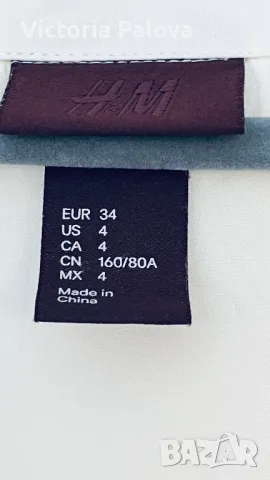 Victoria Palova
H&M
EUR 34
US 4
CA 4
CN 160/80A
MX 4
Made in
China
BAZAR